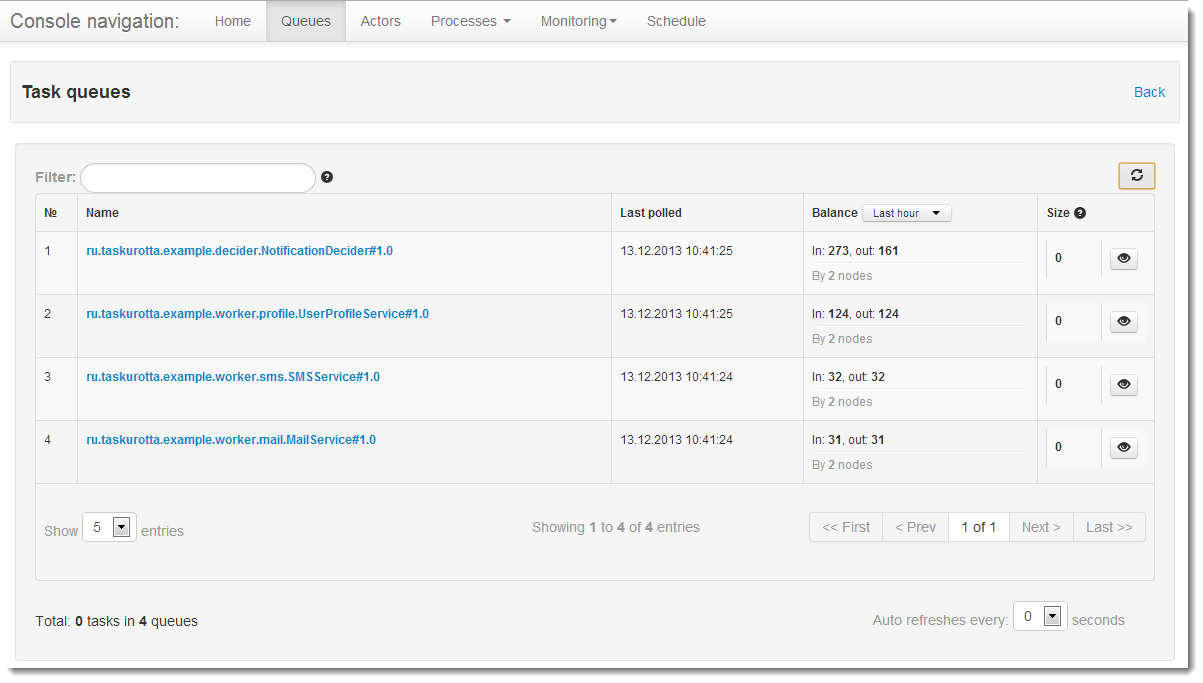 Console navigation: Home Queues Actors Processes Monitoring Schedule
Task queues Back
Filter: ?
№ Name Last polled Balance Last hour Size ?
1 ru.taskurotta.example.decider.NotificationDecider#1.0 13.12.2013 10:41:25 In: 273, out: 161 0
By 2 nodes
2 ru.taskurotta.example.worker.profile.UserProfileService#1.0 13.12.2013 10:41:25 In: 124, out: 124 0
By 2 nodes
3 ru.taskurotta.example.worker.sms.SMSService#1.0 13.12.2013 10:41:24 In: 32, out: 32 0
By 2 nodes
4 ru.taskurotta.example.worker.mail.MailService#1.0 13.12.2013 10:41:24 In: 31, out: 31 0
By 2 nodes
Show 5 entries Showing 1 to 4 of 4 entries << First < Prev 1 of 1 Next > Last >>
Total: 0 tasks in 4 queues Auto refreshes every: 0 seconds